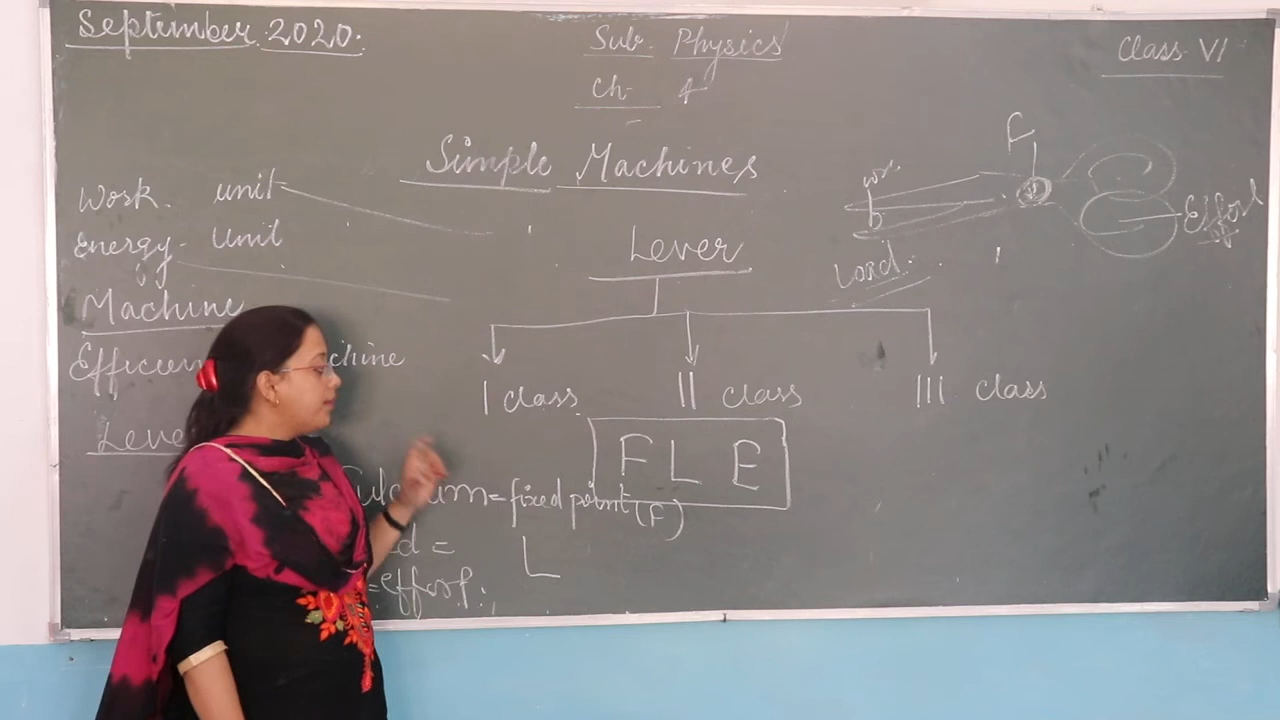 September 2020.
Sub. Physics
Class VI
Ch- 4
Simple Machines
Work. unit
Energy- Unit
Machine
Lever
F
Effort
Load.
I class
II class
III class
F L E
= fixed point (F)
=
L
= effort.